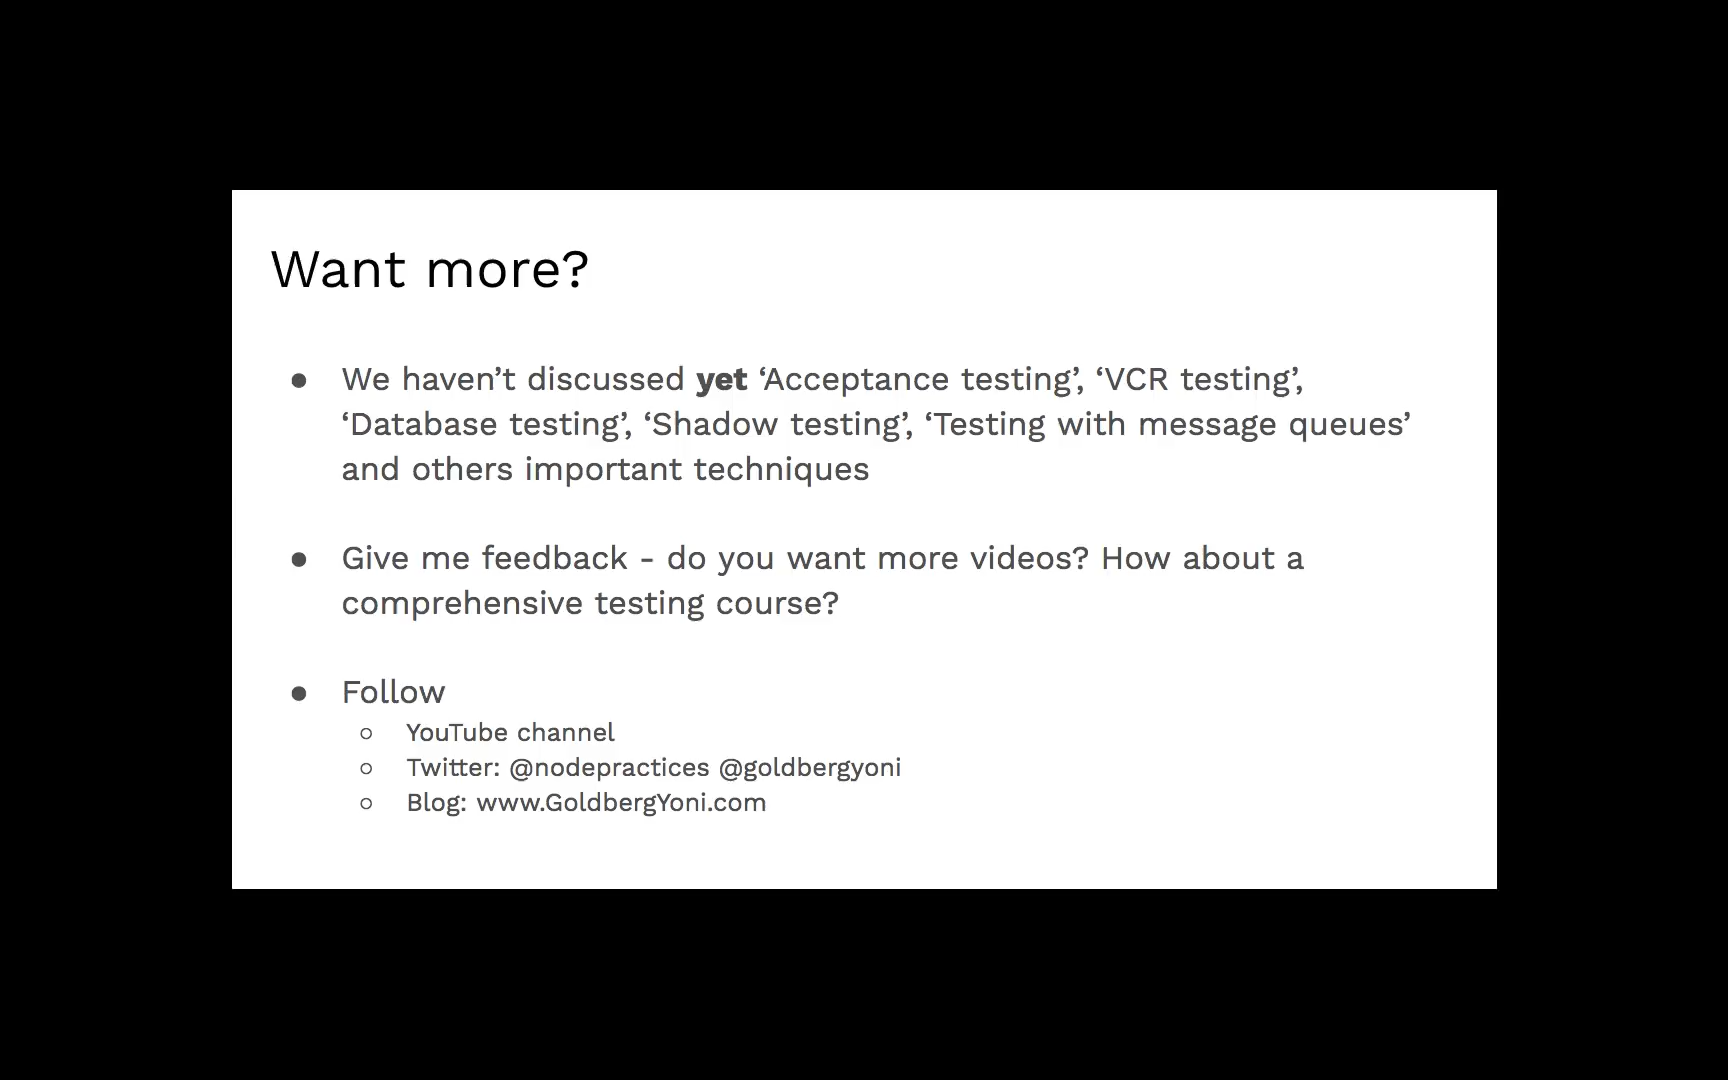 Want more?
● We haven’t discussed yet ‘Acceptance testing’, ‘VCR testing’,
‘Database testing’, ‘Shadow testing’, ‘Testing with message queues’
and others important techniques
● Give me feedback - do you want more videos? How about a
comprehensive testing course?
● Follow
○ YouTube channel
○ Twitter: @nodepractices @goldbergyoni
○ Blog: www.GoldbergYoni.com